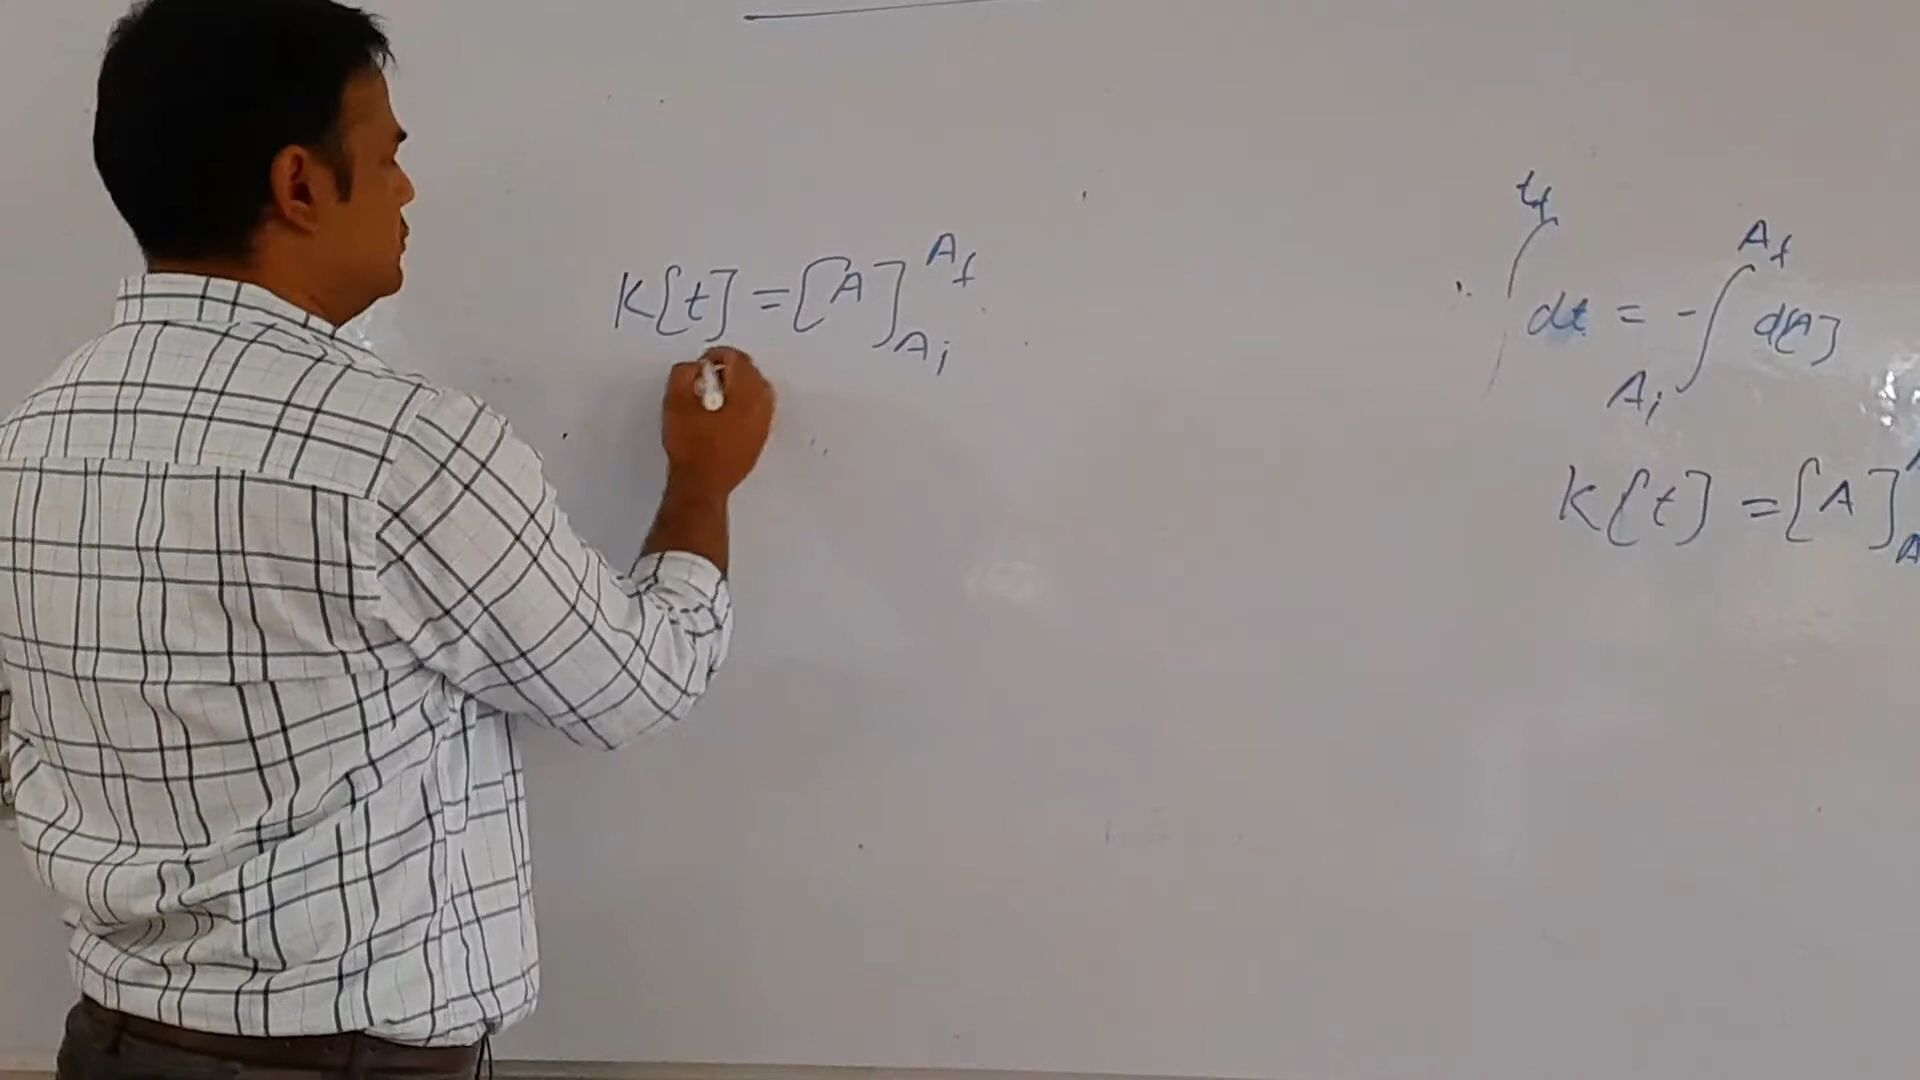 K[t] = [A] A_f A_i
t_f
∫ dt = - ∫ d[A] A_f A_i
K[t] = [A] A